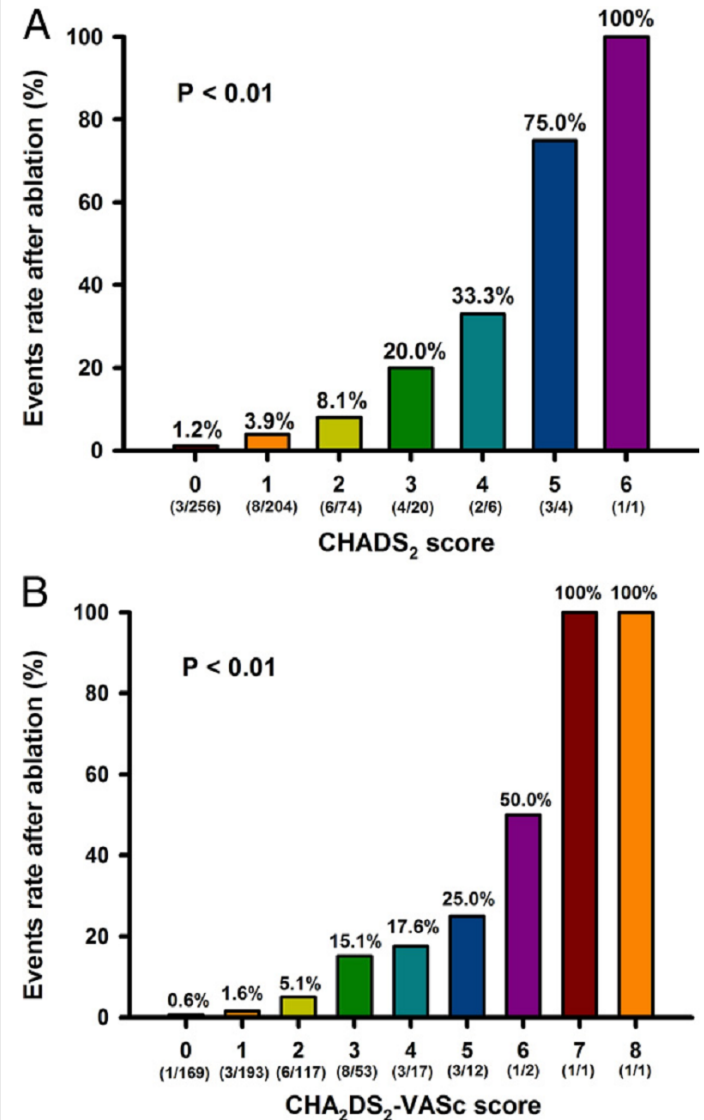 A
Events rate after ablation (%)
100
80
60
40
20
0
P < 0.01
1.2%
3.9%
8.1%
20.0%
33.3%
75.0%
100%
0 1 2 3 4 5 6
(3/256) (8/204) (6/74) (4/20) (2/6) (3/4) (1/1)
CHADS2 score
B
Events rate after ablation (%)
100
80
60
40
20
0
P < 0.01
0.6%
1.6%
5.1%
15.1%
17.6%
25.0%
50.0%
100%
100%
0 1 2 3 4 5 6 7 8
(1/169) (3/193) (6/117) (8/53) (3/17) (3/12) (1/2) (1/1) (1/1)
CHA2DS2-VASc score